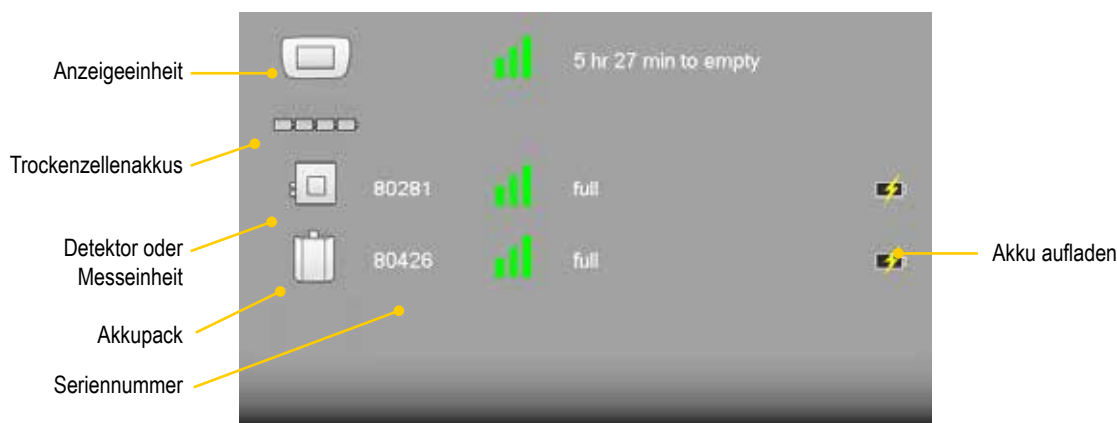 Anzeigeeinheit
5 hr 27 min to empty
Trockenzellenakkus
80281 full
Detektor oder
Messeinheit
80426 full
Akku aufladen
Akkupack
Seriennummer